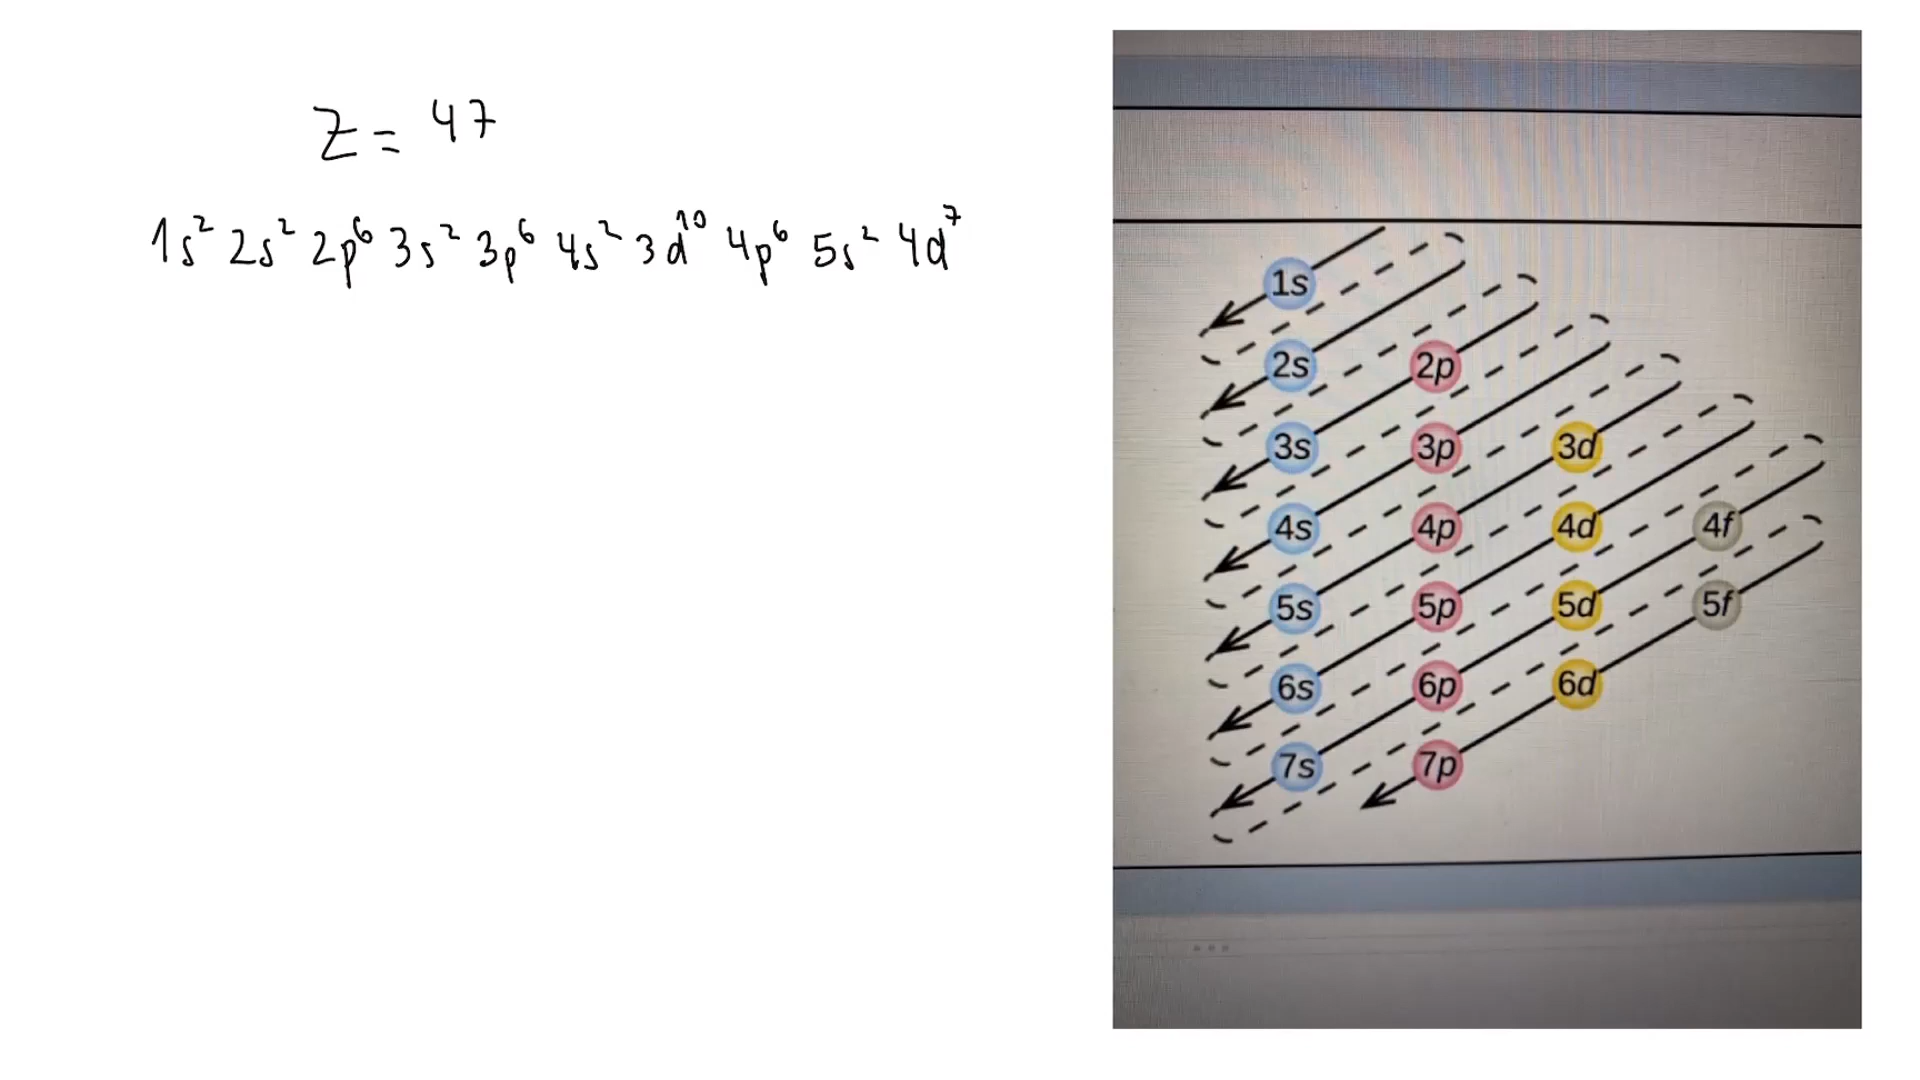 Z = 47
1s² 2s² 2p⁶ 3s² 3p⁶ 4s² 3d¹⁰ 4p⁶ 5s² 4d⁷
1s
2s 2p
3s 3p 3d
4s 4p 4d 4f
5s 5p 5d 5f
6s 6p 6d
7s 7p